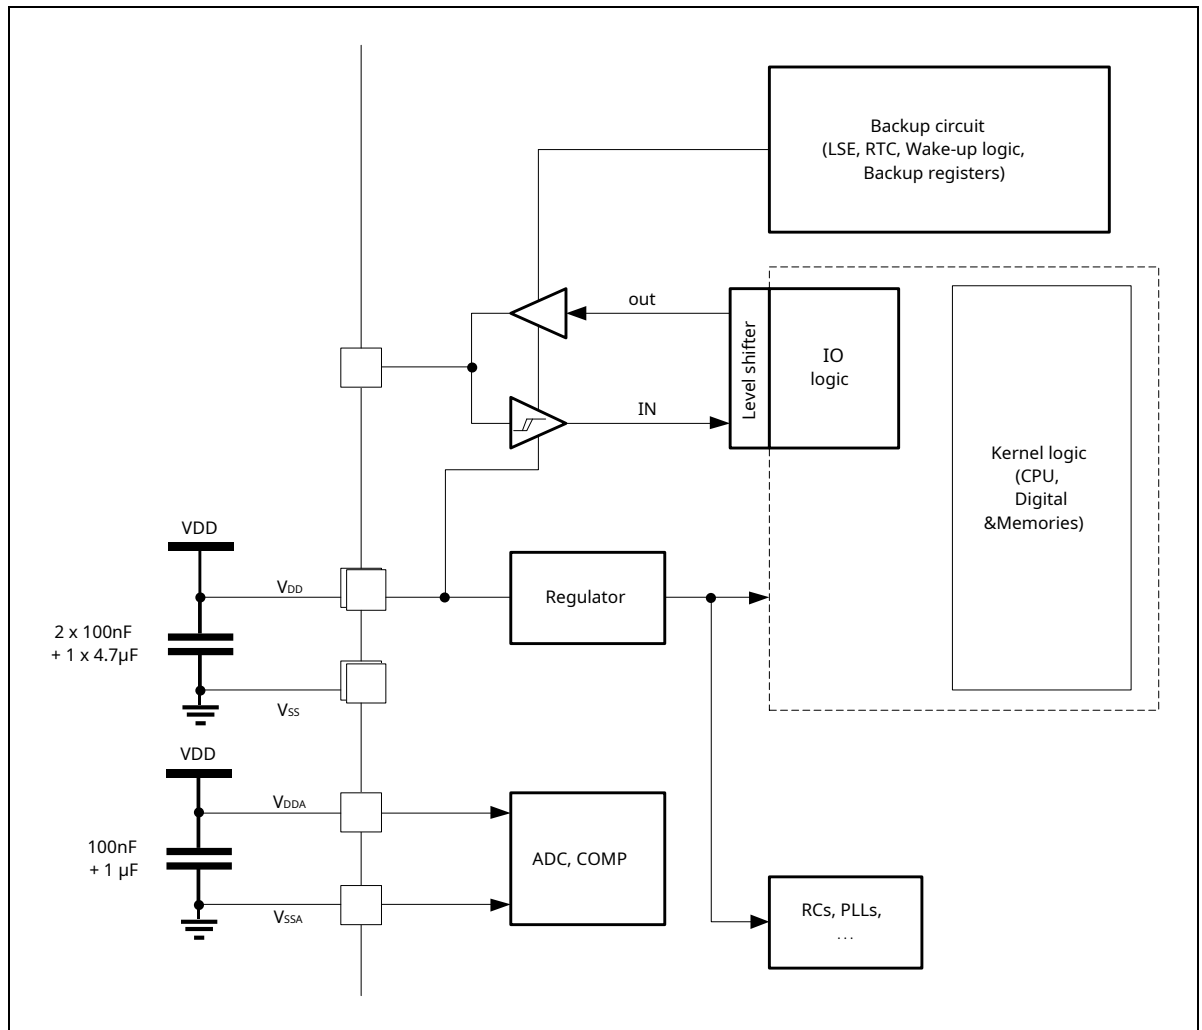 Backup circuit
(LSE, RTC, Wake-up logic,
Backup registers)
out
Level shifter
IO
logic
IN
Kernel logic
(CPU,
Digital
&Memories)
VDD
VDD
Regulator
2 x 100nF
+ 1 x 4.7µF
VSS
VDD
VDDA
100nF
+ 1 µF
ADC, COMP
VSSA
RCs, PLLs,
...